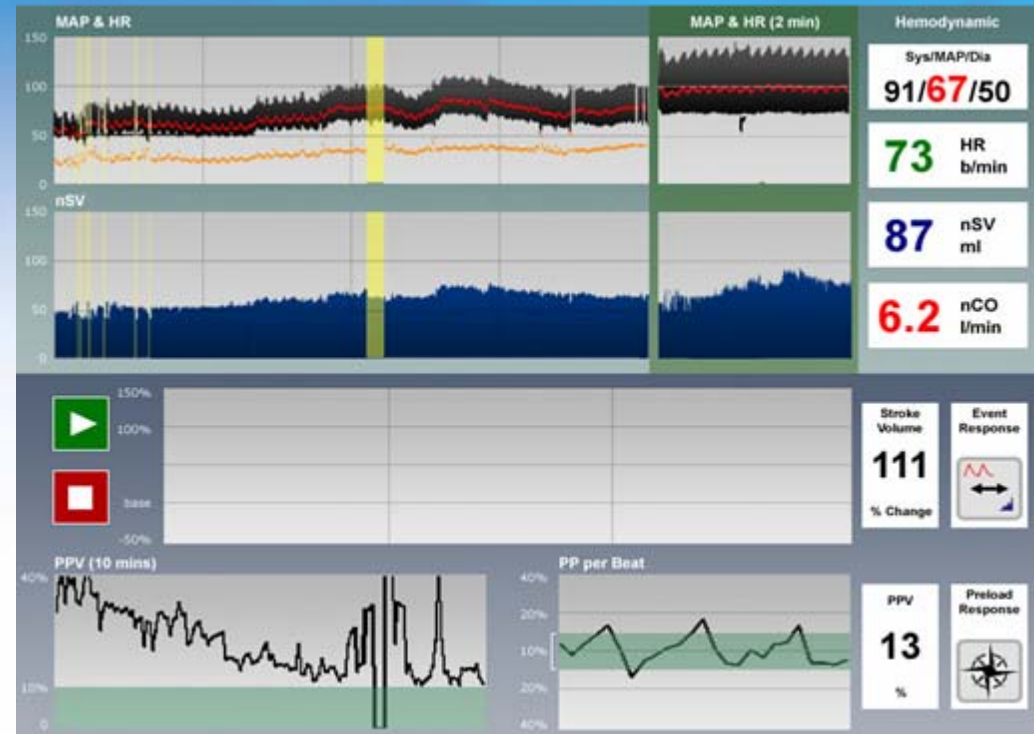 MAP & HR
MAP & HR (2 min)
Hemodynamic
150
100
50
0
Sys/MAP/Dia
91/67/50
73 HR
b/min
nSV
150
100
50
0
87 nSV
ml
6.2 nCO
l/min
150%
100%
base
-50%
Stroke
Volume
111
% Change
Event
Response
PPV (10 mins)
40%
10%
0
PP per Beat
40%
20%
10%
20%
40%
PPV
13
%
Preload
Response